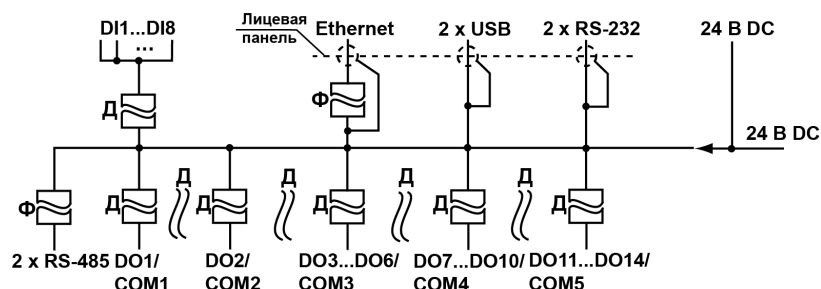 DI1...DI8
...
Лицевая
панель
Ethernet
2 x USB
2 x RS-232
24 В DC
Д
Ф
24 В DC
Ф
Д
Д
Д
Д
Д
Д
Д
Д
Д
2 x RS-485
DO1/
COM1
DO2/
COM2
DO3...DO6/
COM3
DO7...DO10/
COM4
DO11...DO14/
COM5